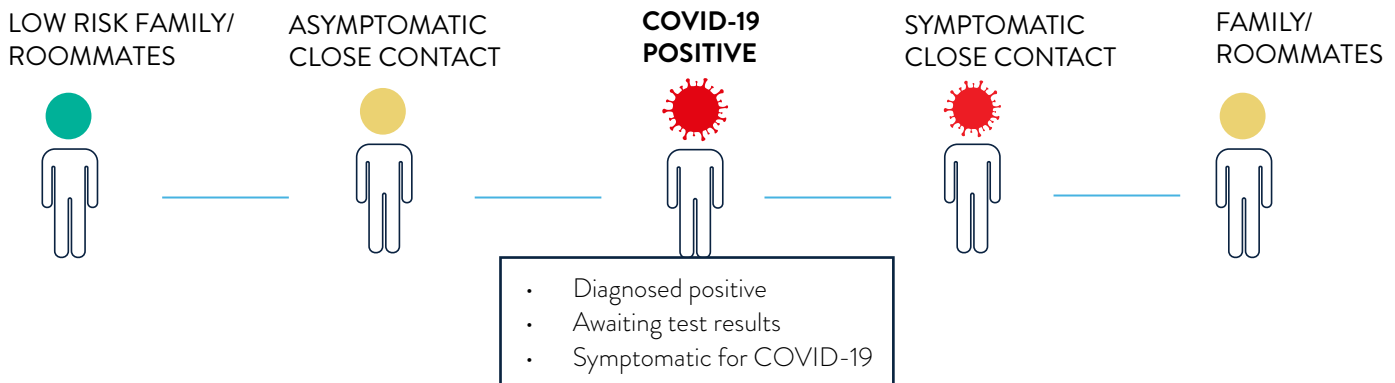 LOW RISK FAMILY/
ROOMMATES
ASYMPTOMATIC
CLOSE CONTACT
COVID-19
POSITIVE
SYMPTOMATIC
CLOSE CONTACT
FAMILY/
ROOMMATES
• Diagnosed positive
• Awaiting test results
• Symptomatic for COVID-19